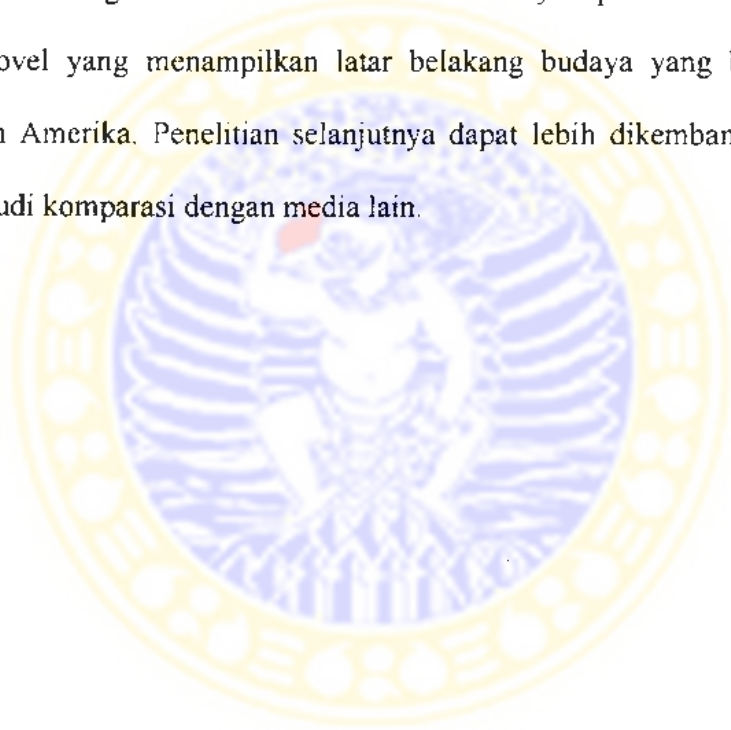 ovel yang menampilkan latar belakang budaya yang
n Amerika. Penelitian selanjutnya dapat lebih dikemban
udi komparasi dengan media lain.